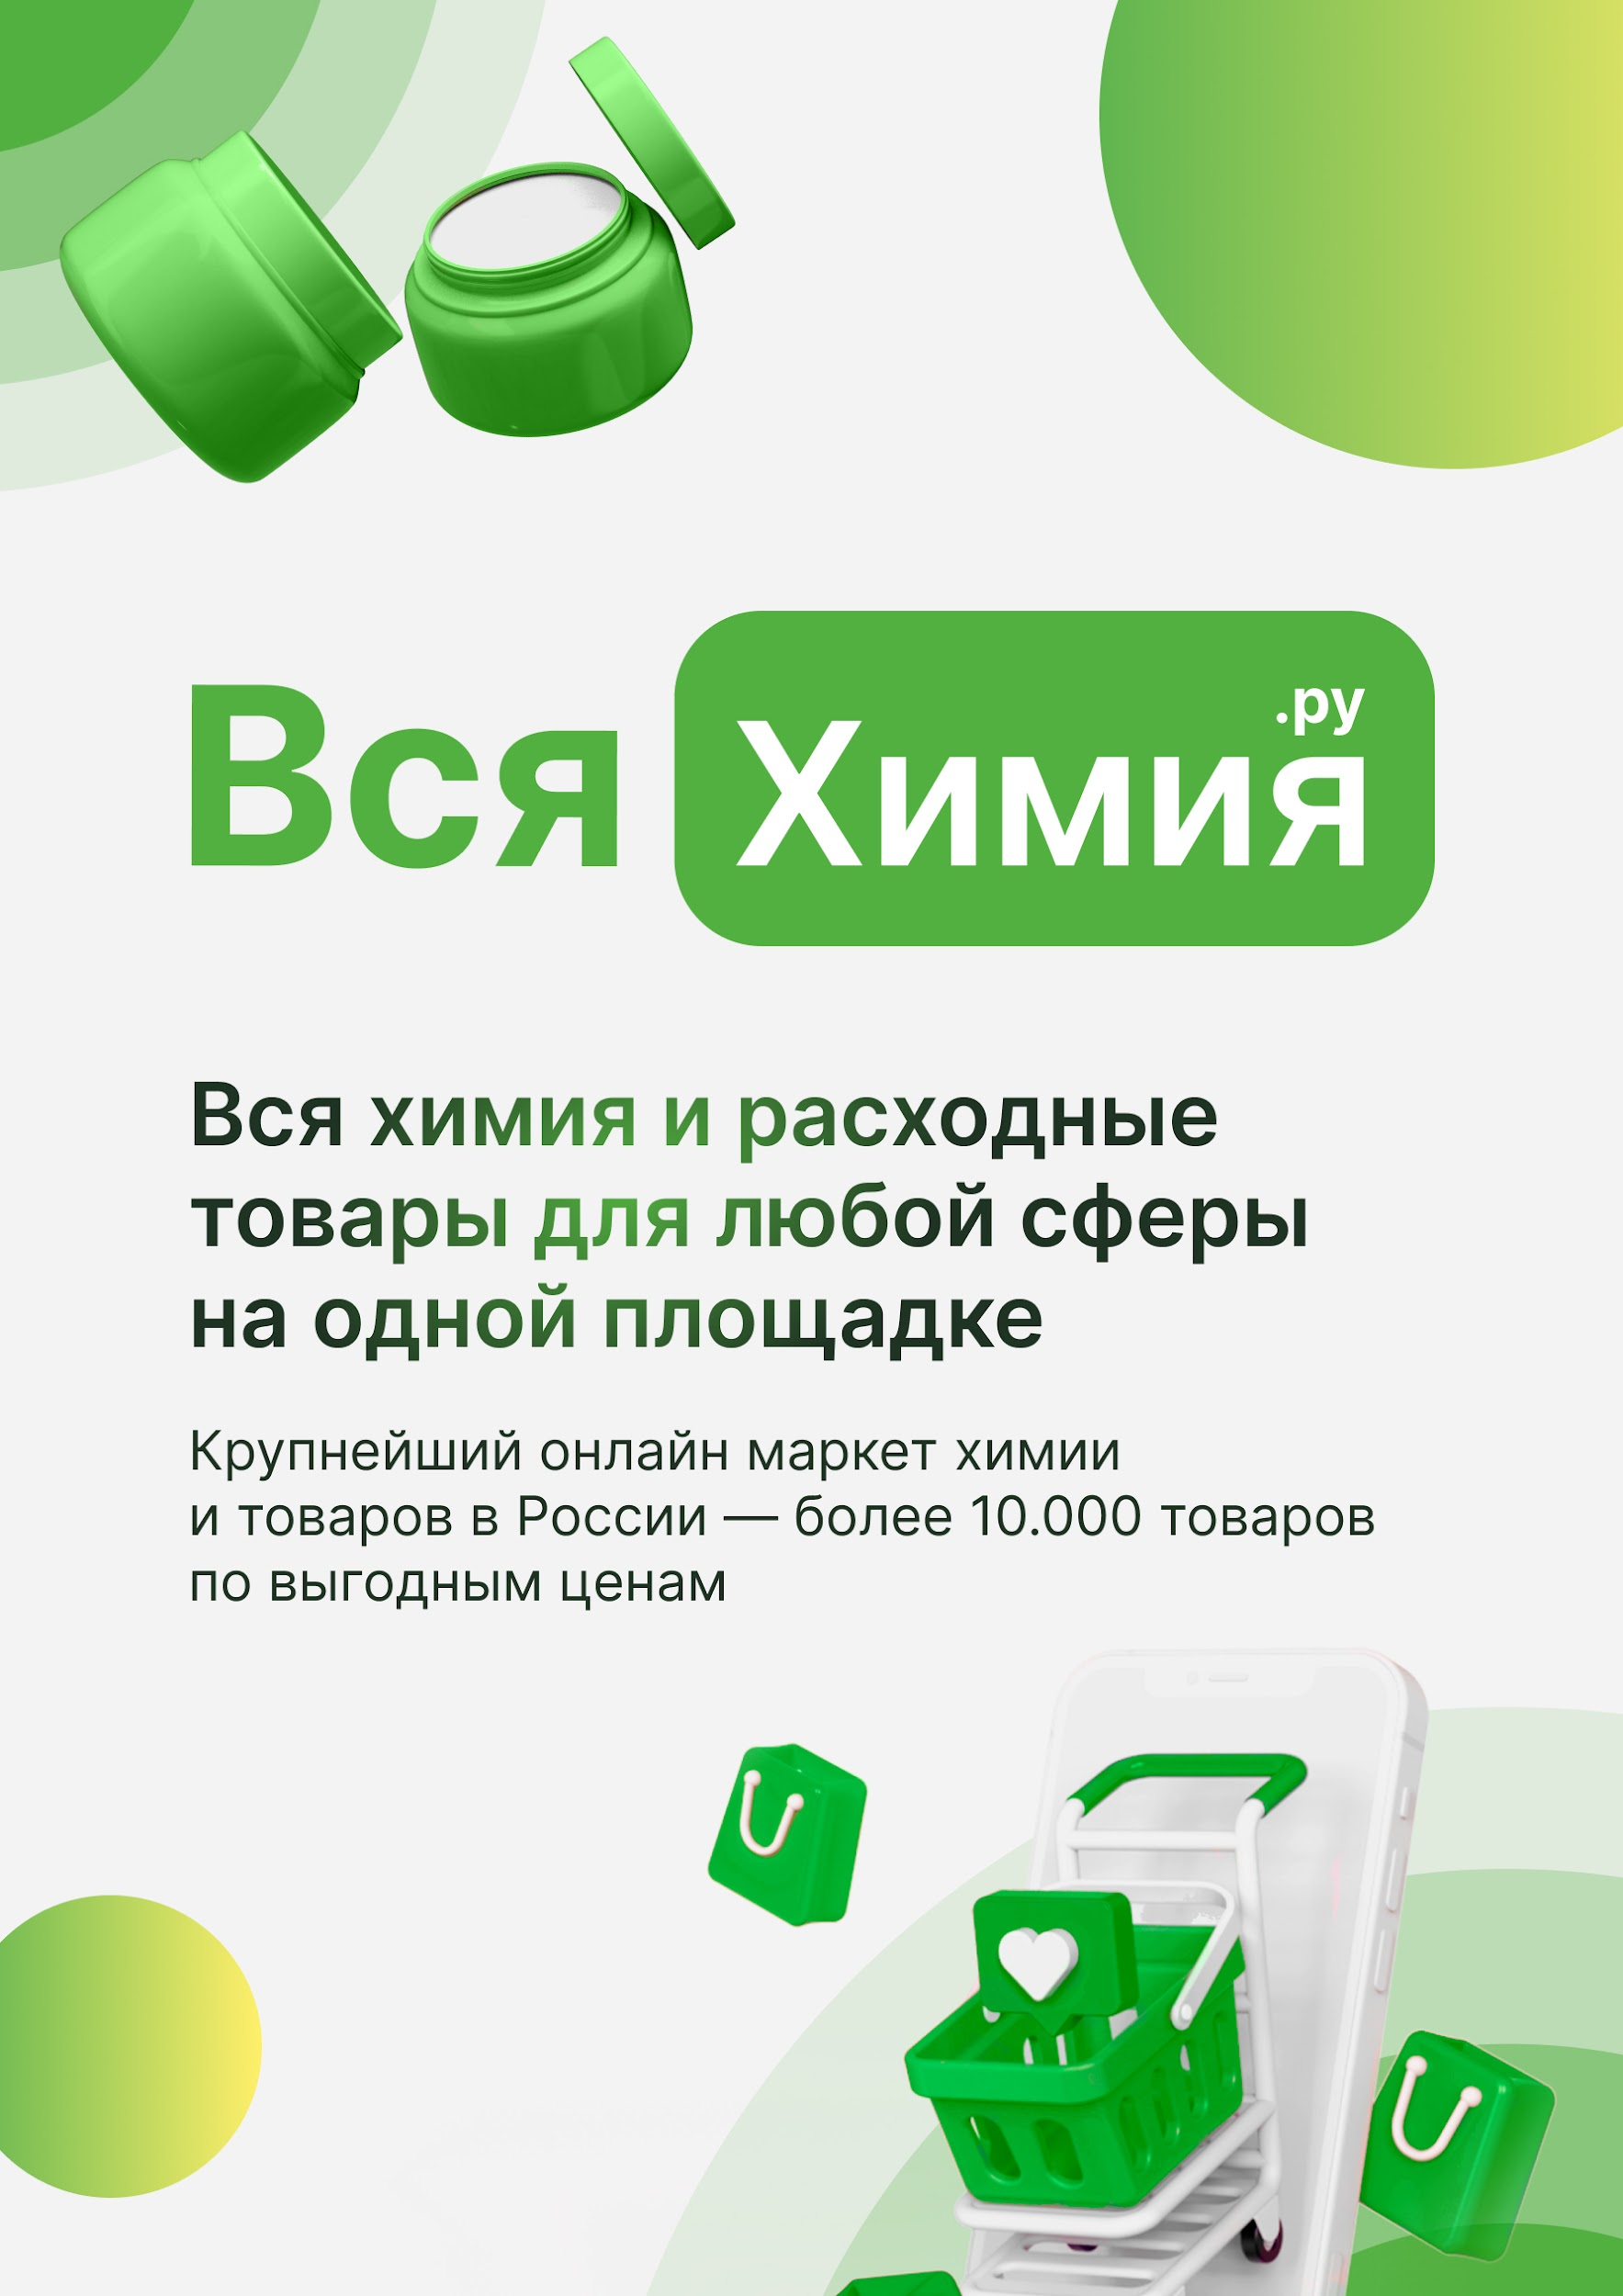 Вся Химия.ру
Вся химия и расходные
товары для любой сферы
на одной площадке
Крупнейший онлайн маркет химии
и товаров в России — более 10.000 товаров
по выгодным ценам